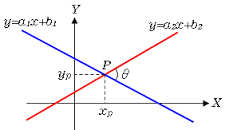 y=a₁x+b₁
Y
y=a₂x+b₂
P
θ
yₚ
xₚ
X